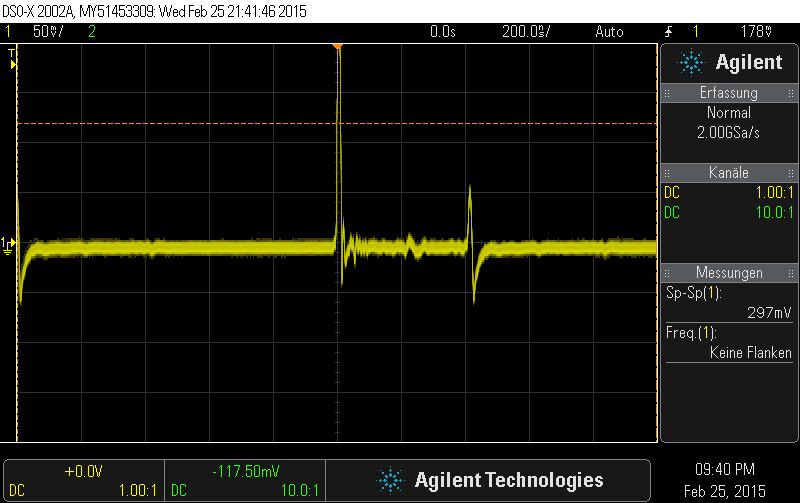 DSO-X 2002A, MY51453309: Wed Feb 25 21:41:46 2015
1 50mV/ 2 0.0s 200.0ns/ Auto 1 178mV
T
1
Agilent
Erfassung
Normal
2.00GSa/s
Kanäle
DC 1.00:1
DC 10.0:1
Messungen
Sp-Sp(1):
297mV
Freq.(1):
Keine Flanken
+0.0V
DC 1.00:1
-117.50mV
DC 10.0:1
Agilent Technologies
09:40 PM
Feb 25, 2015